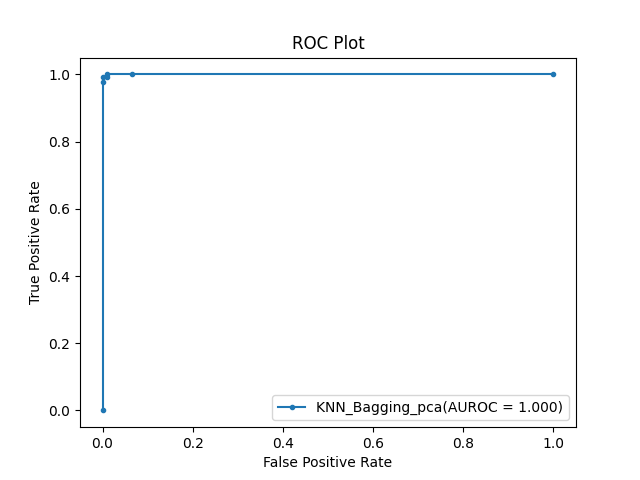 ROC Plot
True Positive Rate
1.0
0.8
0.6
0.4
0.2
0.0
KNN_Bagging_pca(AUROC = 1.000)
0.0 0.2 0.4 0.6 0.8 1.0
False Positive Rate